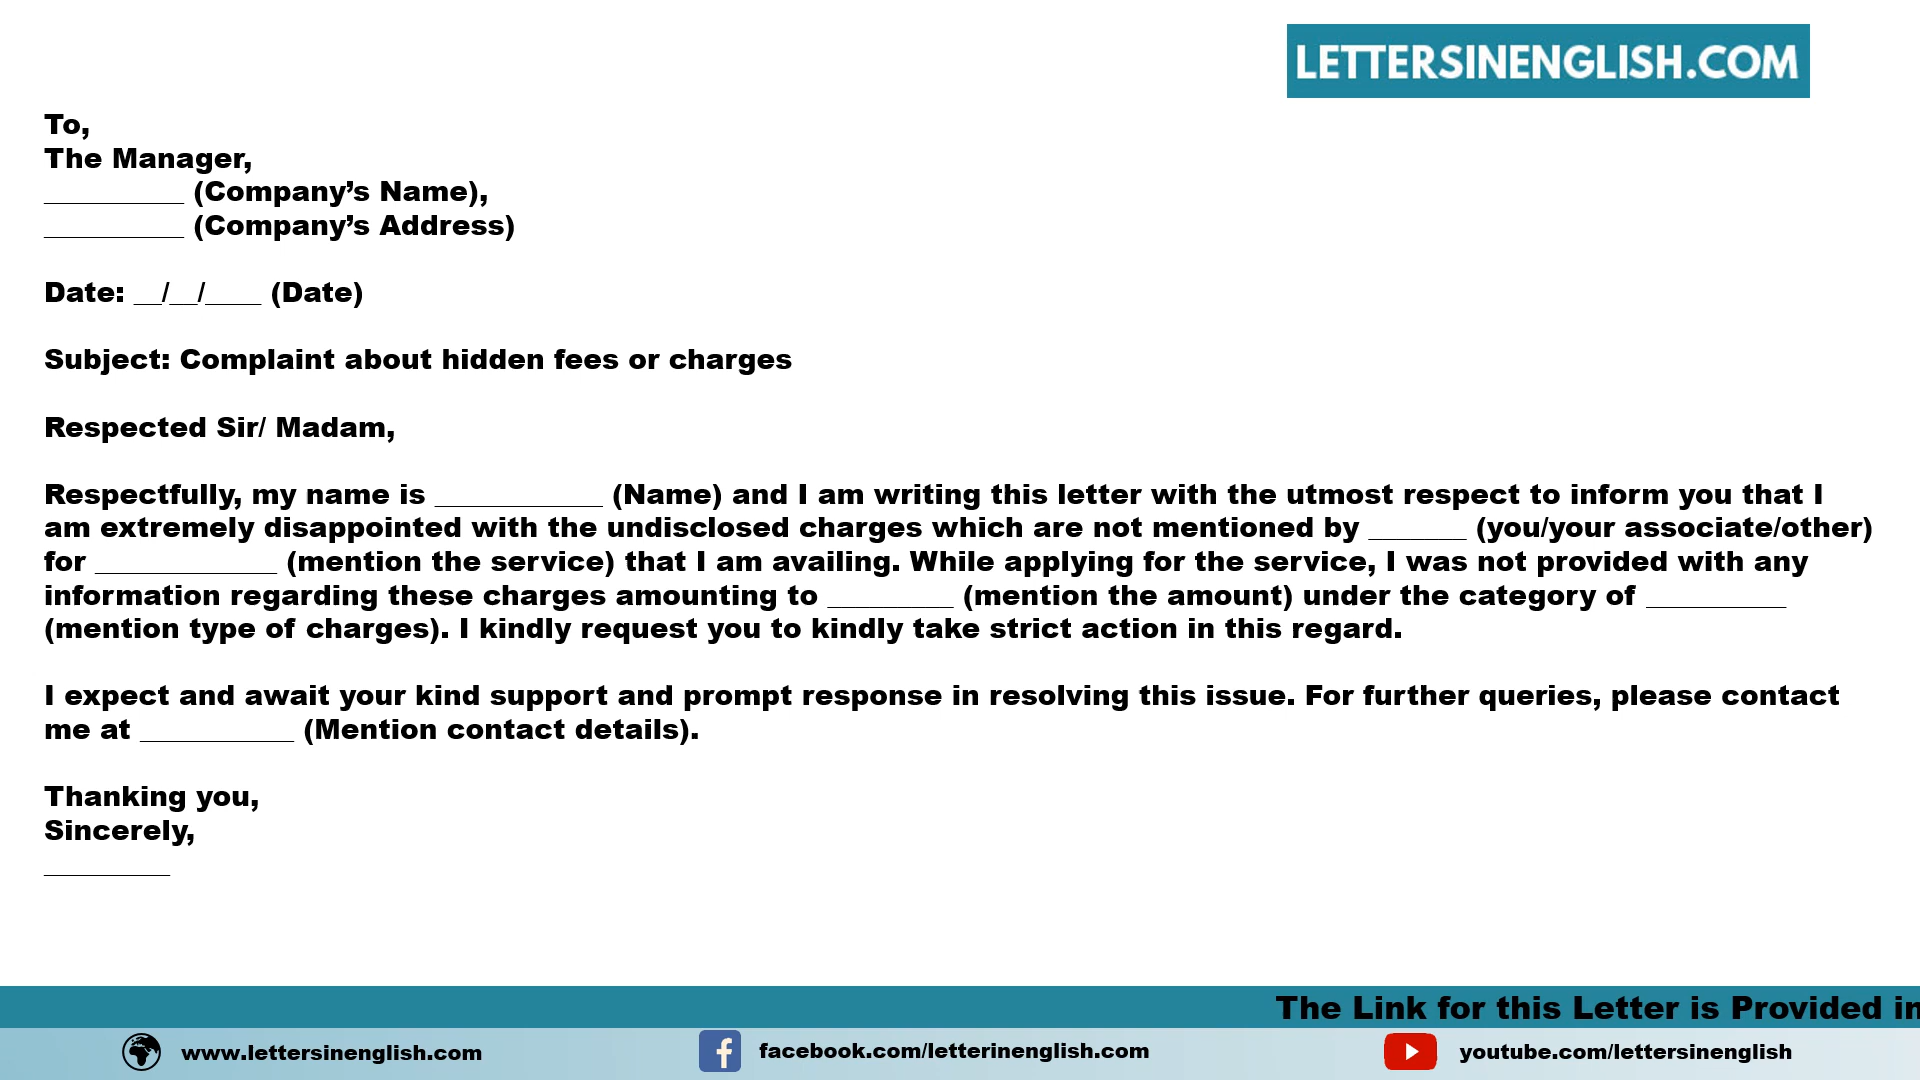 LETTERSINENGLISH.COM
To,
The Manager,
__________ (Company’s Name),
__________ (Company’s Address)
Date: __/__/____ (Date)
Subject: Complaint about hidden fees or charges
Respected Sir/ Madam,
Respectfully, my name is ____________ (Name) and I am writing this letter with the utmost respect to inform you that I
am extremely disappointed with the undisclosed charges which are not mentioned by _______ (you/your associate/other)
for _____________ (mention the service) that I am availing. While applying for the service, I was not provided with any
information regarding these charges amounting to _________ (mention the amount) under the category of __________
(mention type of charges). I kindly request you to kindly take strict action in this regard.
I expect and await your kind support and prompt response in resolving this issue. For further queries, please contact
me at ___________ (Mention contact details).
Thanking you,
Sincerely,
_________
The Link for this Letter is Provided in
www.lettersinenglish.com
facebook.com/letterinenglish.com
youtube.com/lettersinenglish